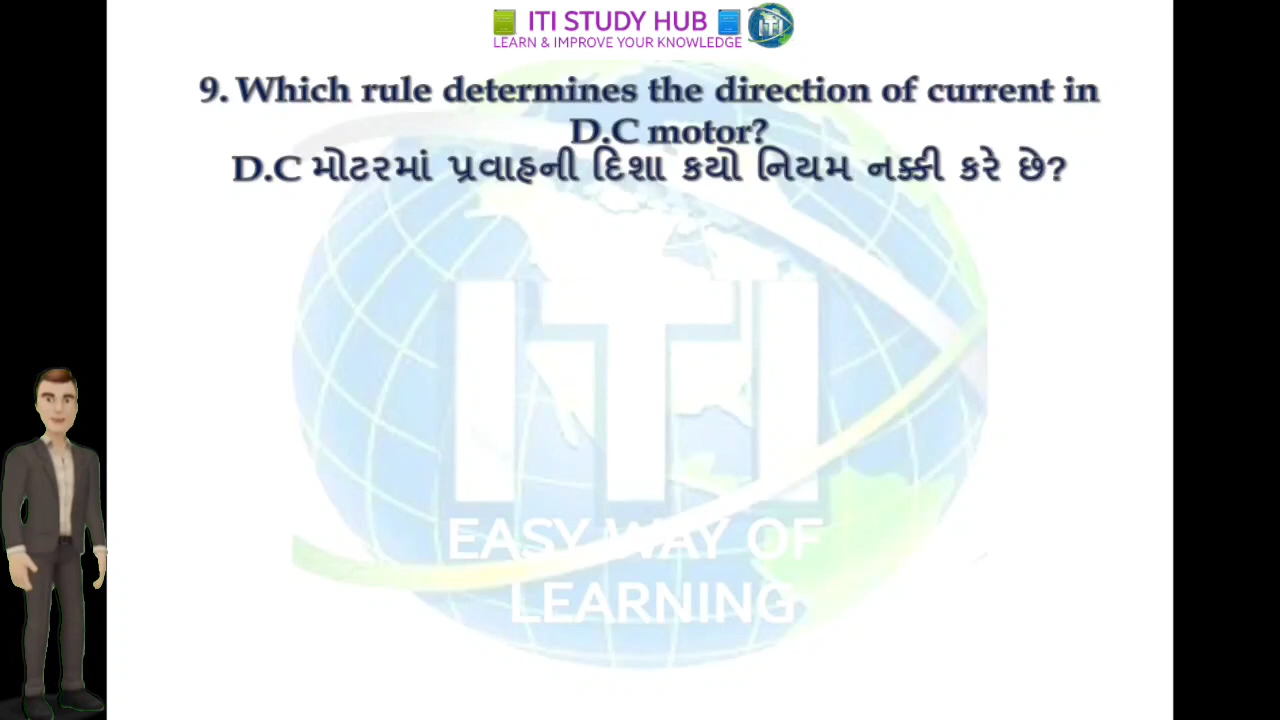 ITI STUDY HUB
LEARN & IMPROVE YOUR KNOWLEDGE
ITI
9. Which rule determines the direction of current in
D.C motor?
D.C મોટરમાં પ્રવાહની દિશા કયો નિયમ નક્કી કરે છે?
ITI
EASY WAY OF
LEARNING